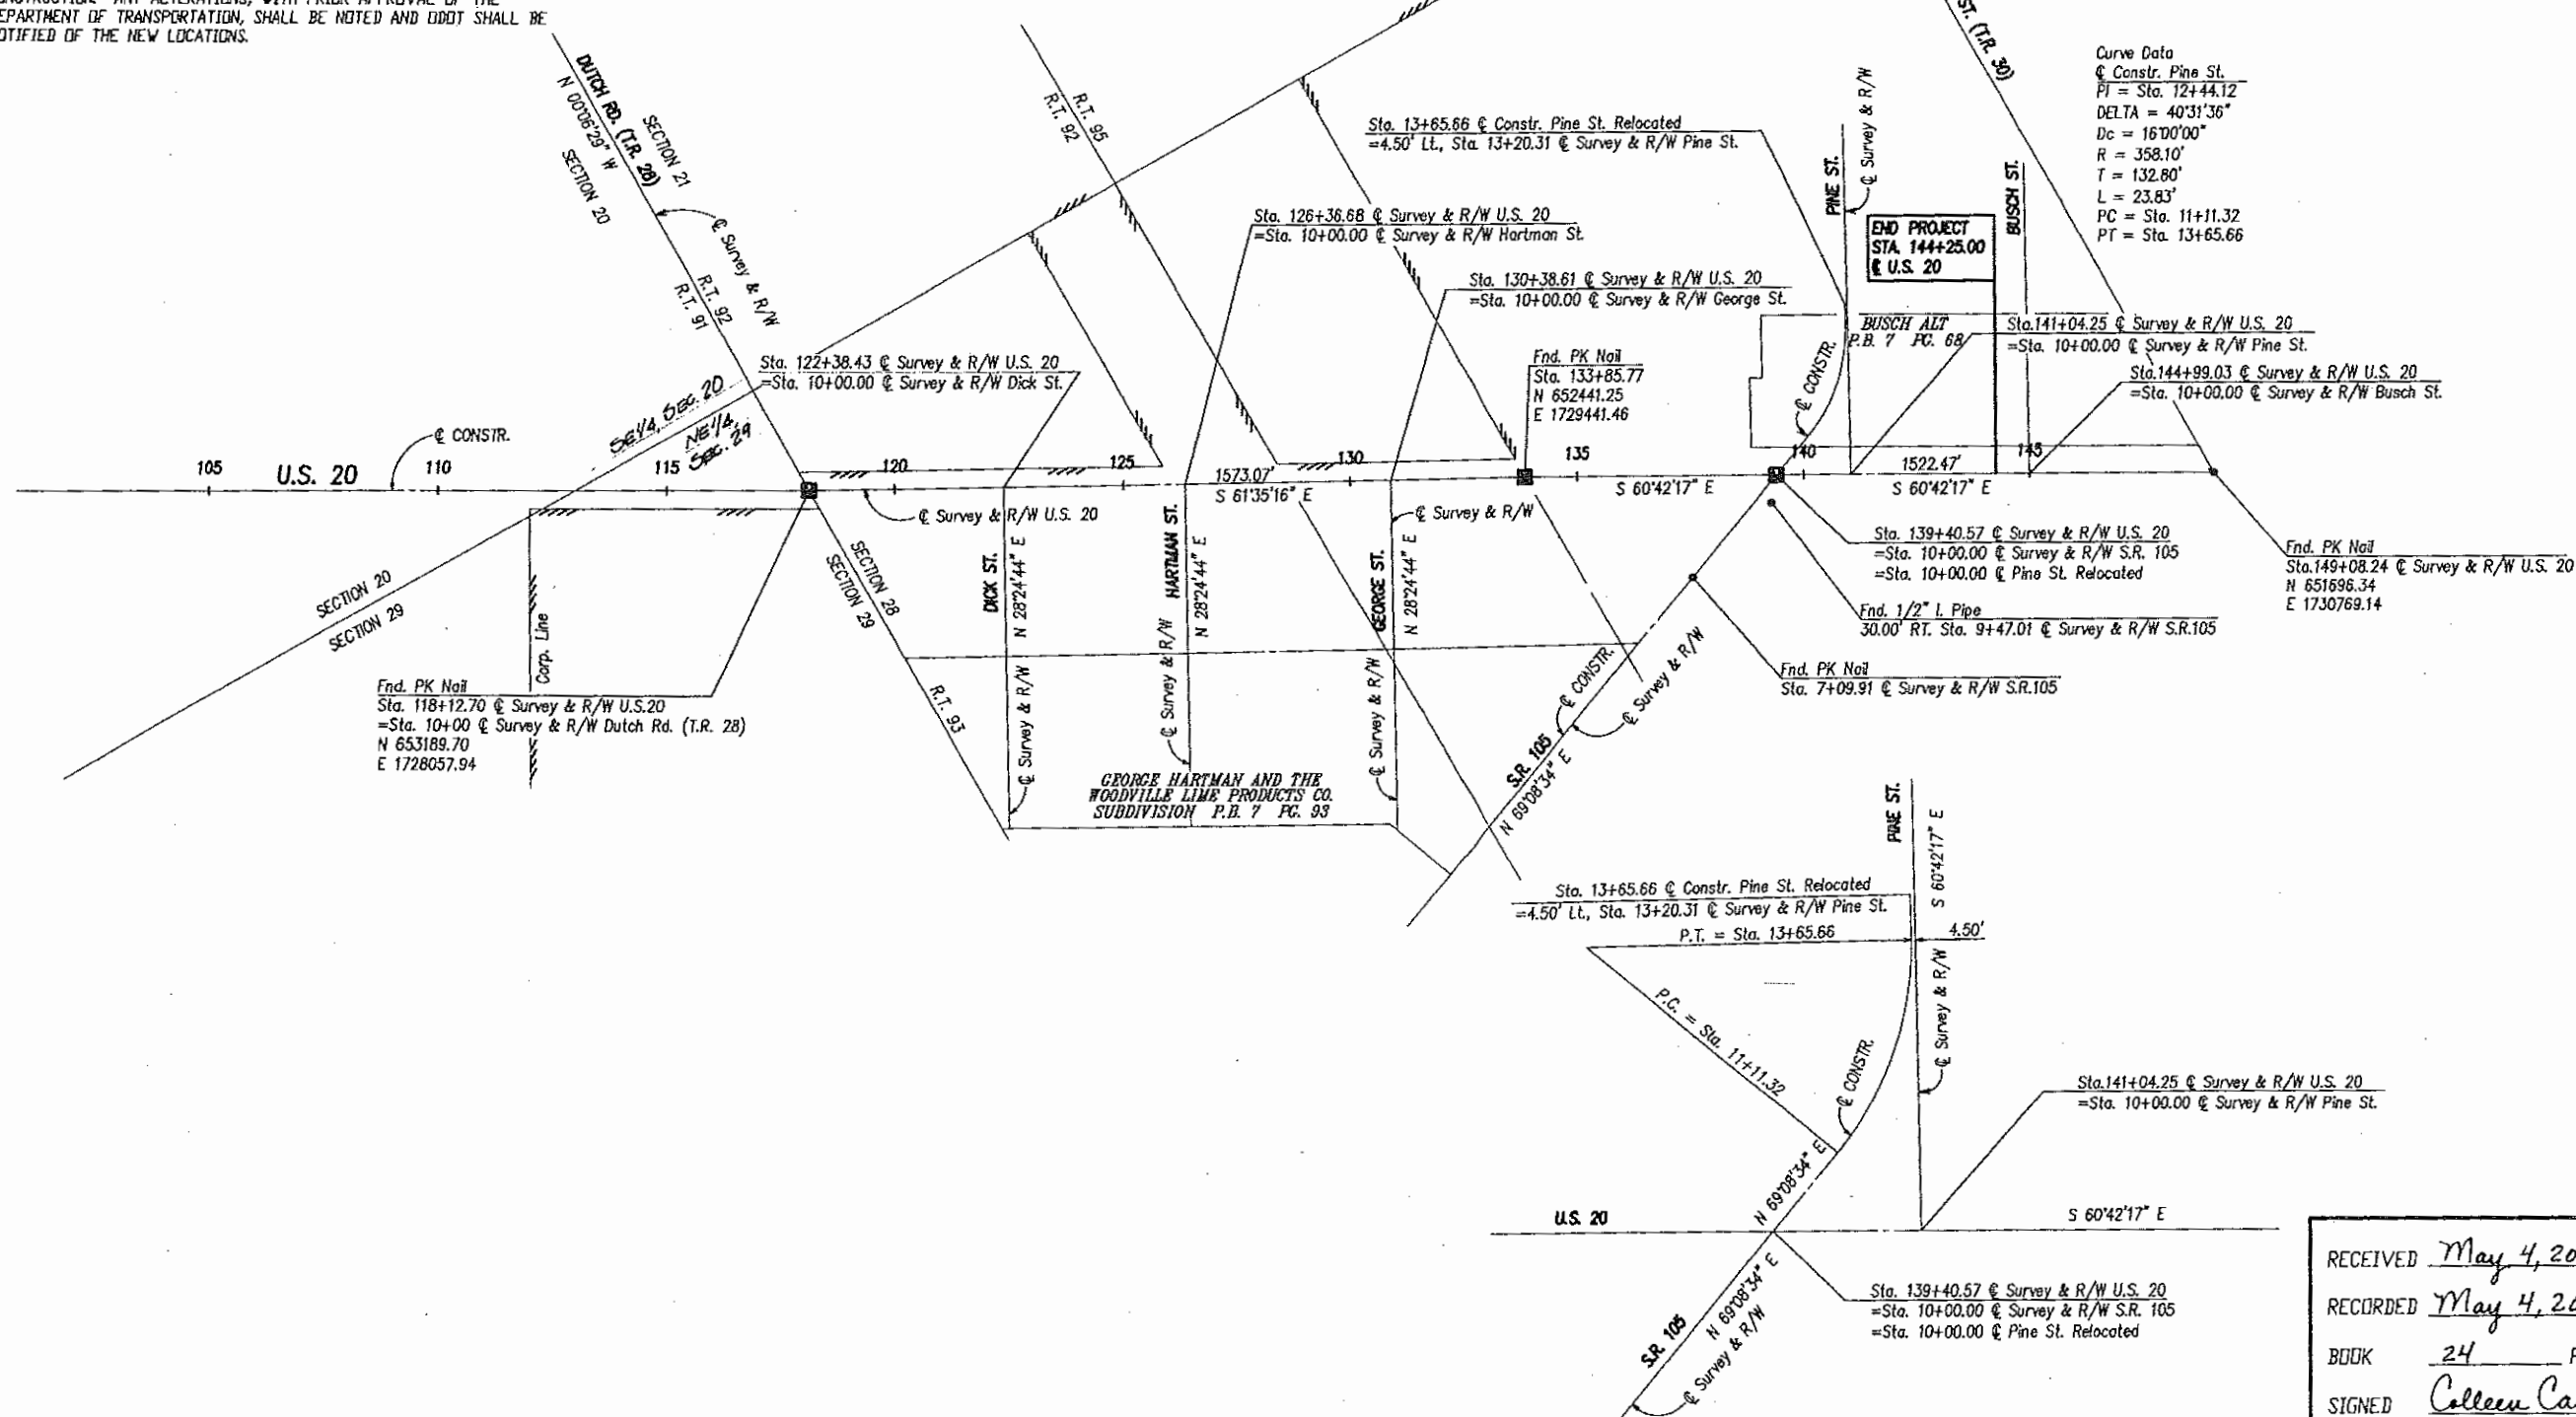 DEPARTMENT OF TRANSPORTATION, SHALL BE NOTED AND ODOT SHALL BE
NOTIFIED OF THE NEW LOCATIONS.
DUTCH RD. (T.R. 28)
N 00°06'29" W
SECTION 21
SECTION 20
℄ Survey & R/W
R.T. 92
R.T. 91
R.T. 95
R.T. 92
ST. (T.R. 30)
Curve Data
℄ Constr. Pine St.
PI = Sta. 12+44.12
DELTA = 40°31'36"
Dc = 16°00'00"
R = 358.10'
T = 132.80'
L = 23.83'
PC = Sta. 11+11.32
PT = Sta. 13+65.66
Sta. 13+65.66 ℄ Constr. Pine St. Relocated
=4.50' Lt., Sta. 13+20.31 ℄ Survey & R/W Pine St.
PINE ST.
℄ Survey & R/W
BUSCH ST.
END PROJECT
STA. 144+25.00
℄ U.S. 20
Sta. 126+36.68 ℄ Survey & R/W U.S. 20
=Sta. 10+00.00 ℄ Survey & R/W Hartman St.
Sta. 130+38.61 ℄ Survey & R/W U.S. 20
=Sta. 10+00.00 ℄ Survey & R/W George St.
BUSCH ALT
P.B. 7 PG. 68
Sta.141+04.25 ℄ Survey & R/W U.S. 20
=Sta. 10+00.00 ℄ Survey & R/W Pine St.
Sta. 122+38.43 ℄ Survey & R/W U.S. 20
=Sta. 10+00.00 ℄ Survey & R/W Dick St.
Fnd. PK Nail
Sta. 133+85.77
N 652441.25
E 1729441.46
℄ CONSTR.
Sta.144+99.03 ℄ Survey & R/W U.S. 20
=Sta. 10+00.00 ℄ Survey & R/W Busch St.
SE1/4, SEC. 20
NE1/4,
SEC. 29
℄ CONSTR.
105
U.S. 20
110
115
120
125
130
135
140
145
1573.07'
S 61°35'16" E
S 60°42'17" E
1522.47'
S 60°42'17" E
℄ Survey & R/W U.S. 20
℄ Survey & R/W
SECTION 20
SECTION 29
Corp. Line
SECTION 28
SECTION 29
R.T. 93
DICK ST.
N 28°24'44" E
℄ Survey & R/W
HARTMAN ST.
N 28°24'44" E
℄ Survey & R/W
GEORGE ST.
N 28°24'44" E
℄ Survey & R/W
Sta. 139+40.57 ℄ Survey & R/W U.S. 20
=Sta. 10+00.00 ℄ Survey & R/W S.R. 105
=Sta. 10+00.00 ℄ Pine St. Relocated
Fnd. PK Nail
Sta.149+08.24 ℄ Survey & R/W U.S. 20
N 651696.34
E 1730769.14
Fnd. 1/2" I. Pipe
30.00' RT. Sta. 9+47.01 ℄ Survey & R/W S.R.105
Fnd. PK Nail
Sta. 7+09.91 ℄ Survey & R/W S.R.105
Fnd. PK Nail
Sta. 118+12.70 ℄ Survey & R/W U.S.20
=Sta. 10+00 ℄ Survey & R/W Dutch Rd. (T.R. 28)
N 653189.70
E 1728057.94
℄ CONSTR.
℄ Survey & R/W
S.R. 105
N 69°08'34" E
GEORGE HARTMAN AND THE
WOODVILLE LIME PRODUCTS CO.
SUBDIVISION P.B. 7 PG. 93
PINE ST.
S 60°42'17" E
Sta. 13+65.66 ℄ Constr. Pine St. Relocated
=4.50' Lt., Sta. 13+20.31 ℄ Survey & R/W Pine St.
P.T. = Sta. 13+65.66
4.50'
P.C. = Sta. 11+11.32
℄ CONSTR.
℄ Survey & R/W
Sta.141+04.25 ℄ Survey & R/W U.S. 20
=Sta. 10+00.00 ℄ Survey & R/W Pine St.
N 69°08'34" E
U.S. 20
S 60°42'17" E
Sta. 139+40.57 ℄ Survey & R/W U.S. 20
=Sta. 10+00.00 ℄ Survey & R/W S.R. 105
=Sta. 10+00.00 ℄ Pine St. Relocated
S.R. 105
N 69°08'34" E
℄ Survey & R/W
RECEIVED May 4, 20
RECORDED May 4, 20
BOOK 24
SIGNED Colleen Ca